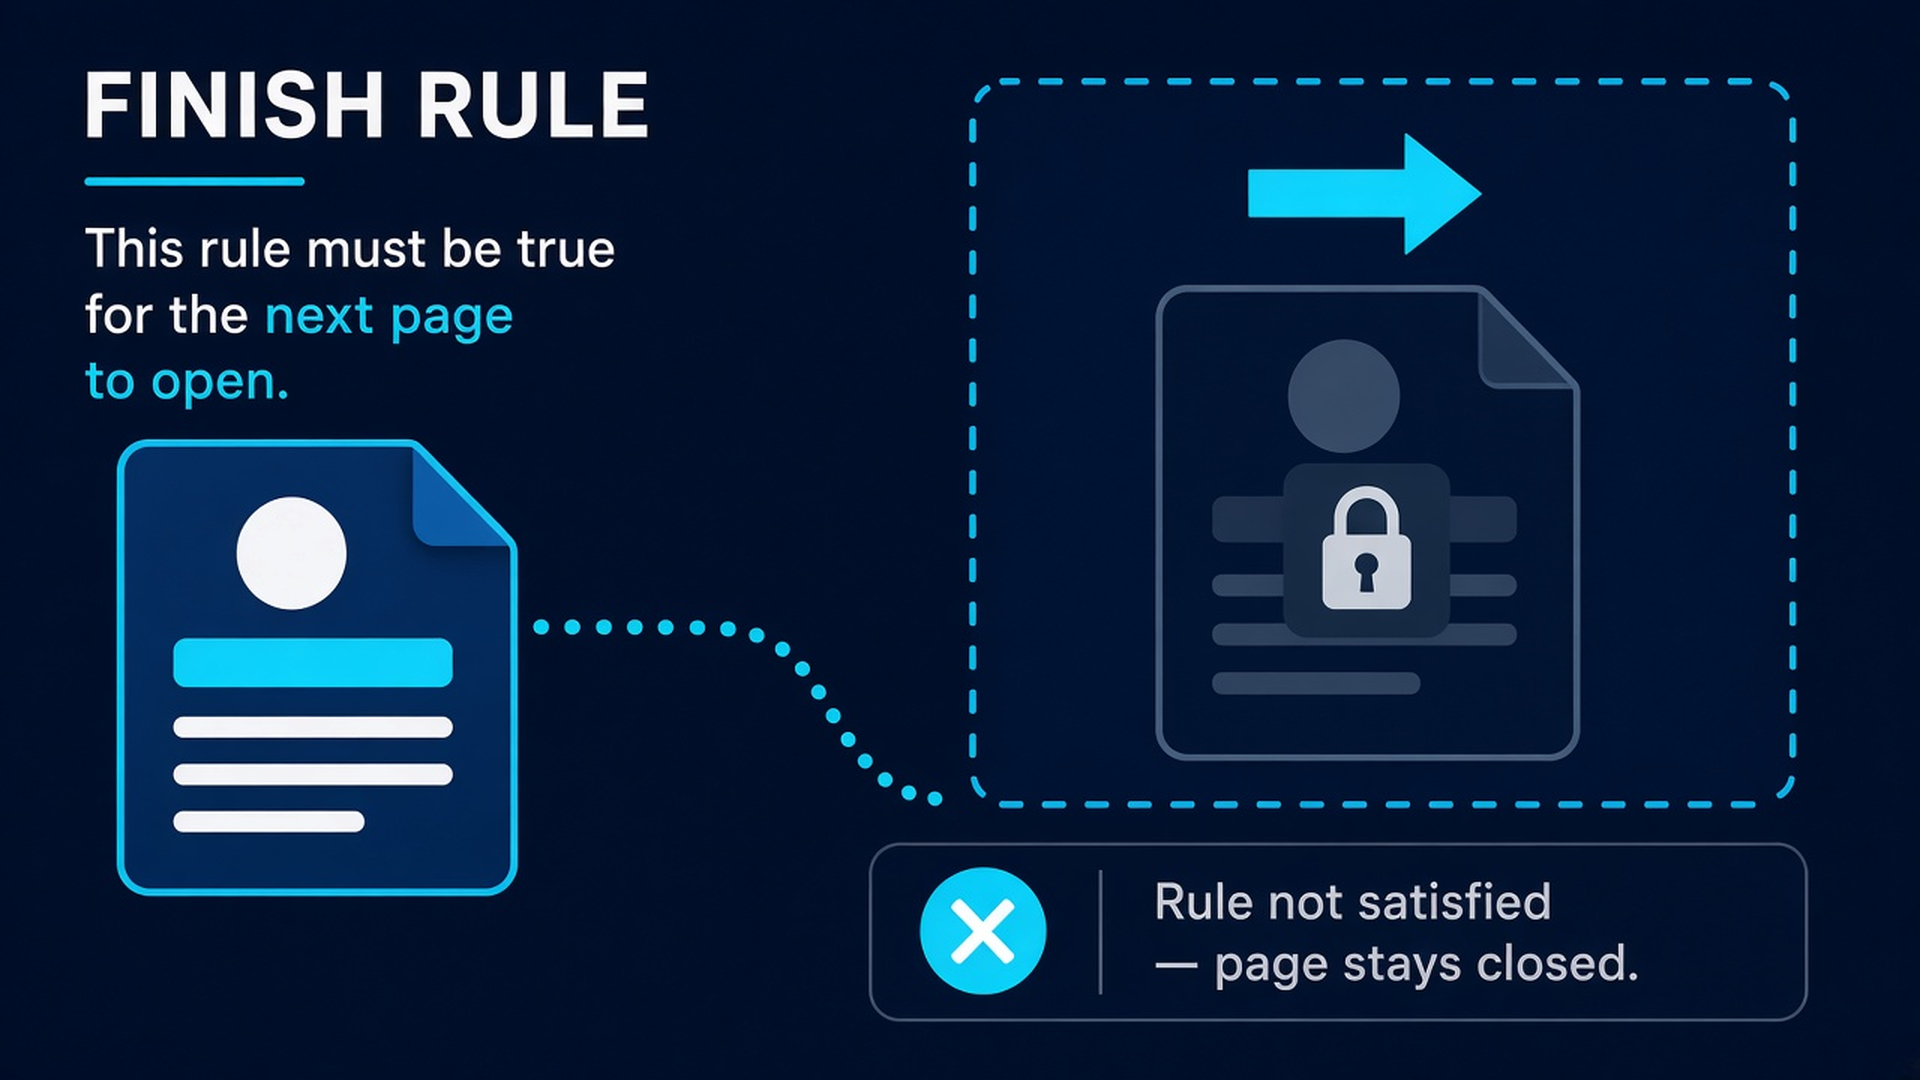 FINISH RULE
This rule must be true
for the next page
to open.
Rule not satisfied
— page stays closed.